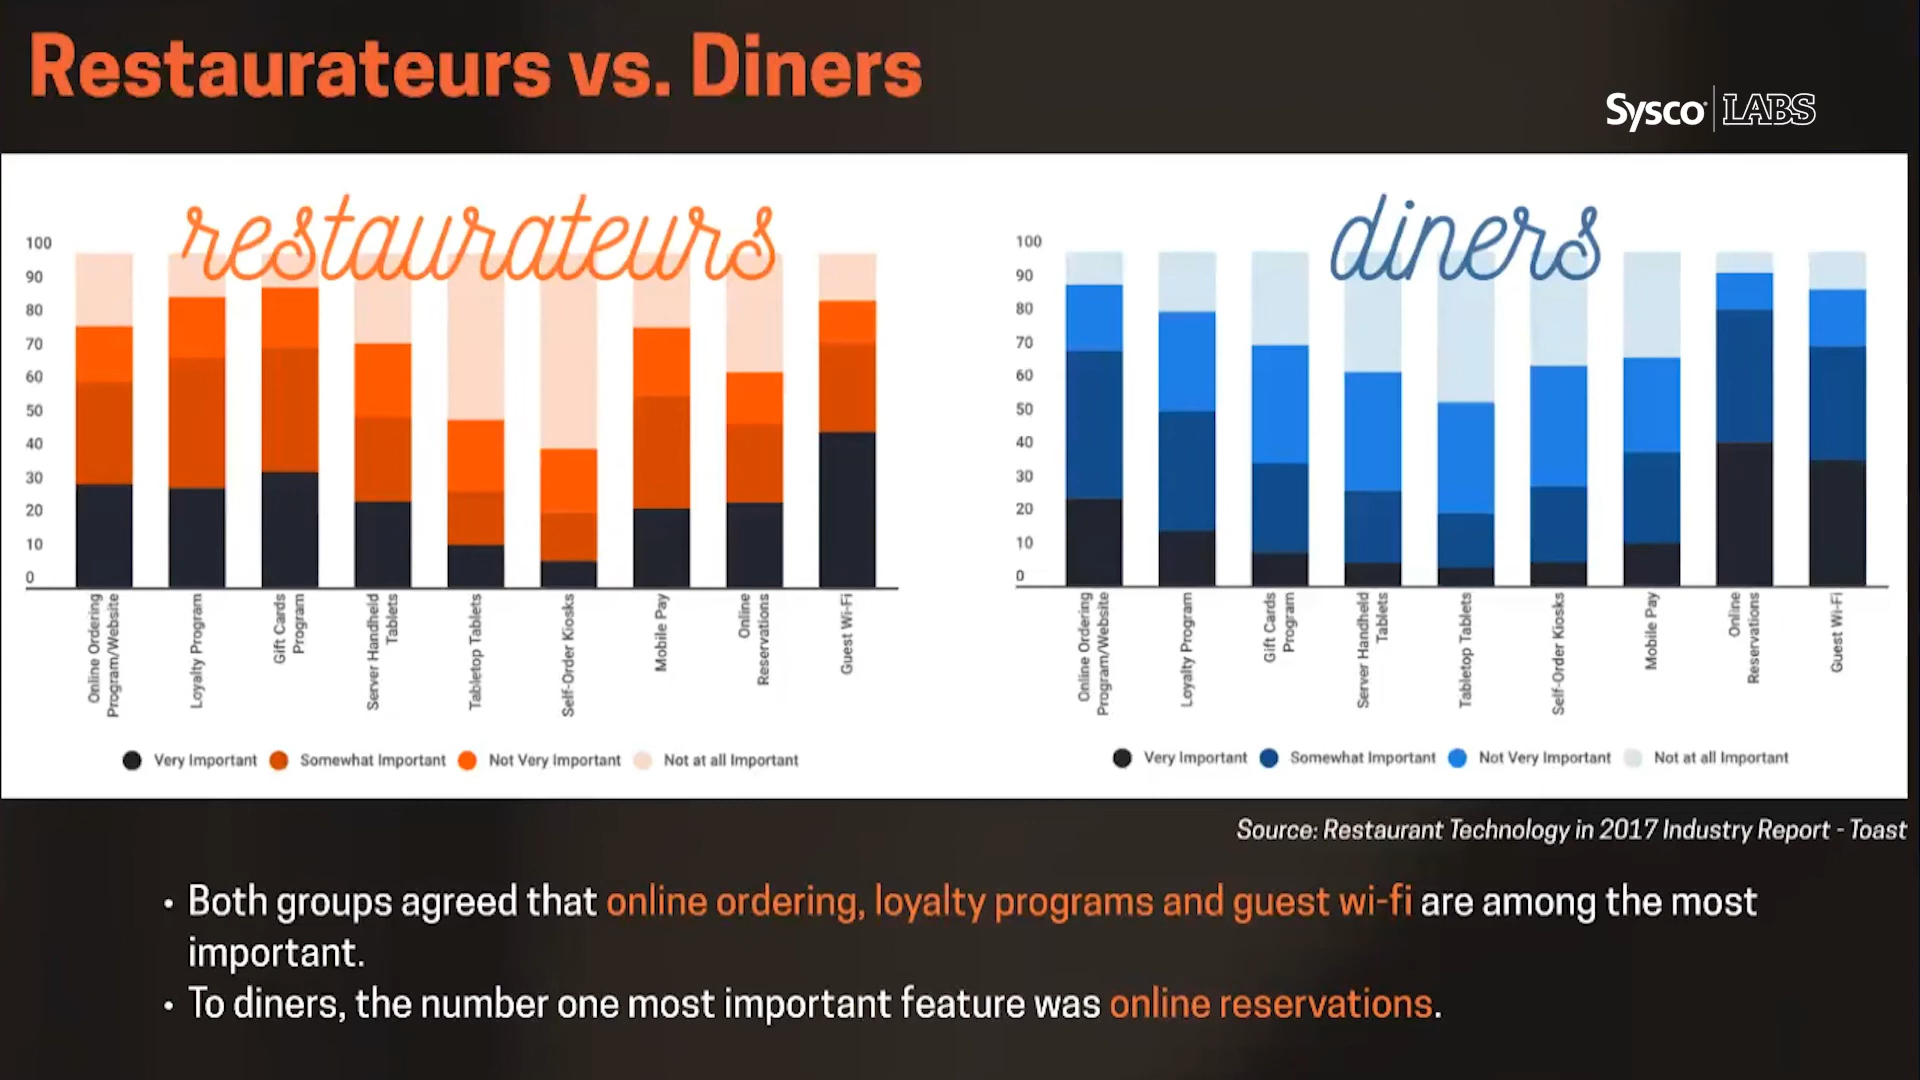 Restaurateurs vs. Diners
Sysco LABS
restaurateurs
100
90
80
70
60
50
40
30
20
10
0
Online Ordering
Program/Website
Loyalty Program
Gift Cards
Program
Server Handheld
Tablets
Tabletop Tablets
Self-Order Kiosks
Mobile Pay
Online
Reservations
Guest Wi-Fi
Very Important
Somewhat Important
Not Very Important
Not at all Important
diners
100
90
80
70
60
50
40
30
20
10
0
Online Ordering
Program/Website
Loyalty Program
Gift Cards
Program
Server Handheld
Tablets
Tabletop Tablets
Self-Order Kiosks
Mobile Pay
Online
Reservations
Guest Wi-Fi
Very Important
Somewhat Important
Not Very Important
Not at all Important
Source: Restaurant Technology in 2017 Industry Report - Toast
• Both groups agreed that online ordering, loyalty programs and guest wi-fi are among the most
important.
• To diners, the number one most important feature was online reservations.